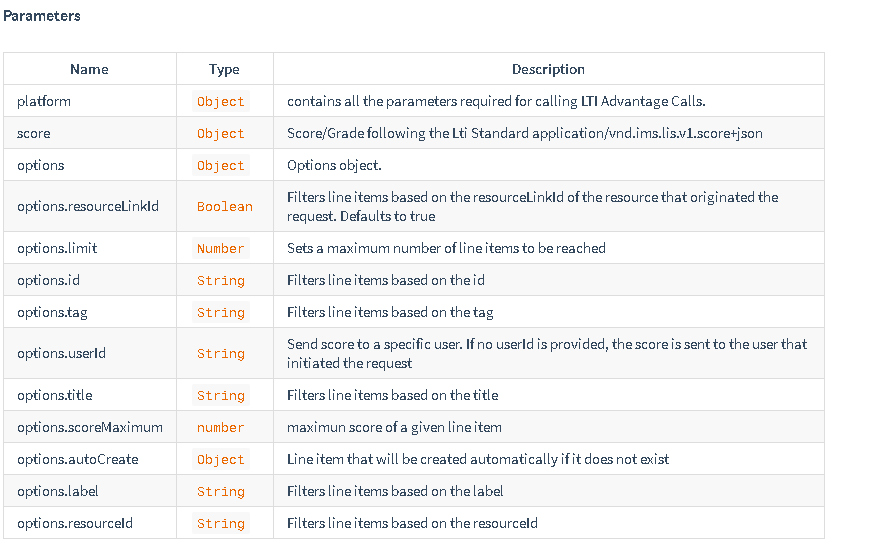 Parameters
Name Type Description
platform Object contains all the parameters required for calling LTI Advantage Calls.
score Object Score/Grade following the Lti Standard application/vnd.ims.lis.v1.score+json
options Object Options object.
options.resourceLinkId Boolean Filters line items based on the resourceLinkId of the resource that originated the
request. Defaults to true
options.limit Number Sets a maximum number of line items to be reached
options.id String Filters line items based on the id
options.tag String Filters line items based on the tag
options.userId String Send score to a specific user. If no userId is provided, the score is sent to the user that
initiated the request
options.title String Filters line items based on the title
options.scoreMaximum number maximun score of a given line item
options.autoCreate Object Line item that will be created automatically if it does not exist
options.label String Filters line items based on the label
options.resourceId String Filters line items based on the resourceId